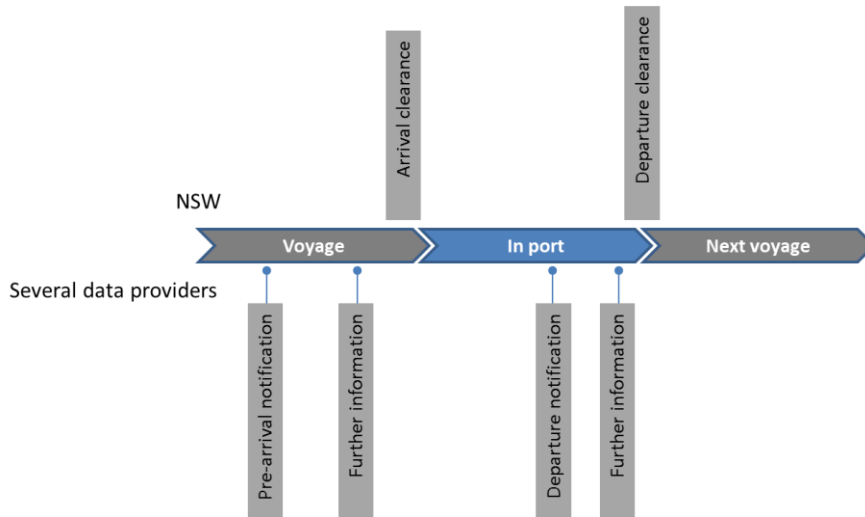 Arrival clearance
Departure clearance
NSW
Voyage
In port
Next voyage
Several data providers
Pre-arrival notification
Further information
Departure notification
Further information